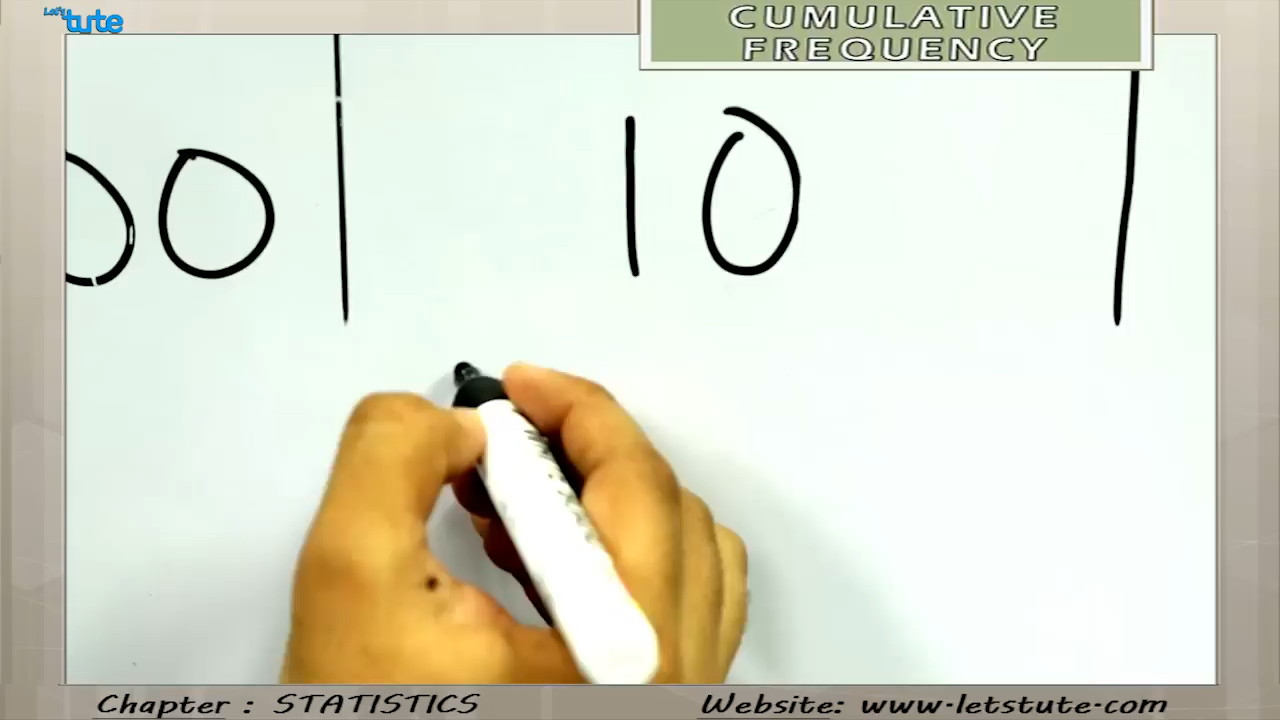 Let's tute
CUMULATIVE
FREQUENCY
00 10
Chapter : STATISTICS
Website: www-letstute-com